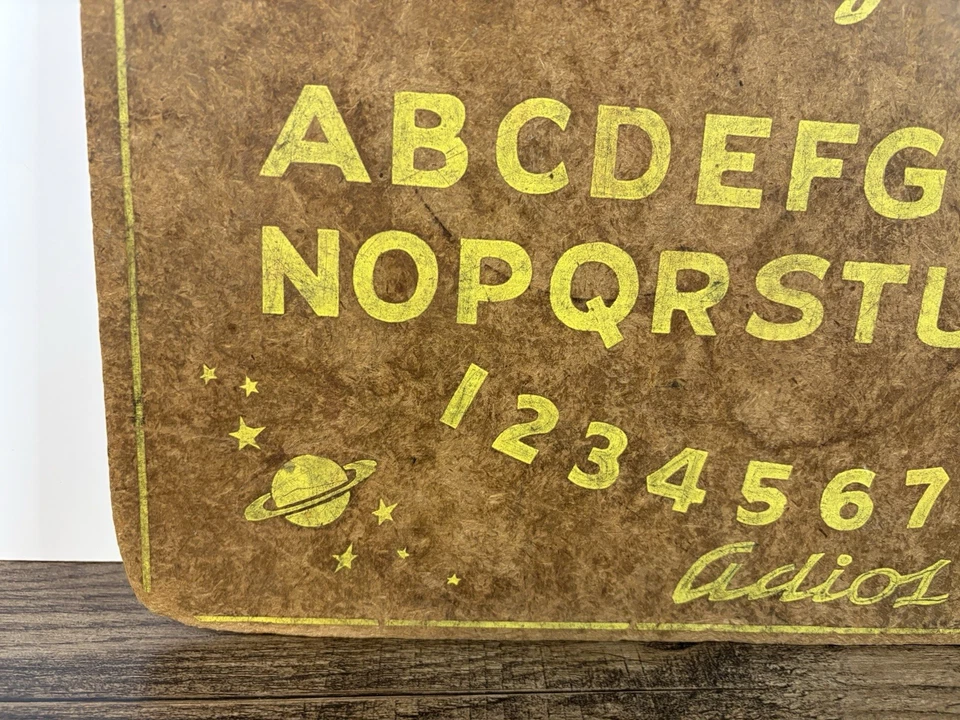 ABCDEFG
NOPQRSTU
1234567
Adios